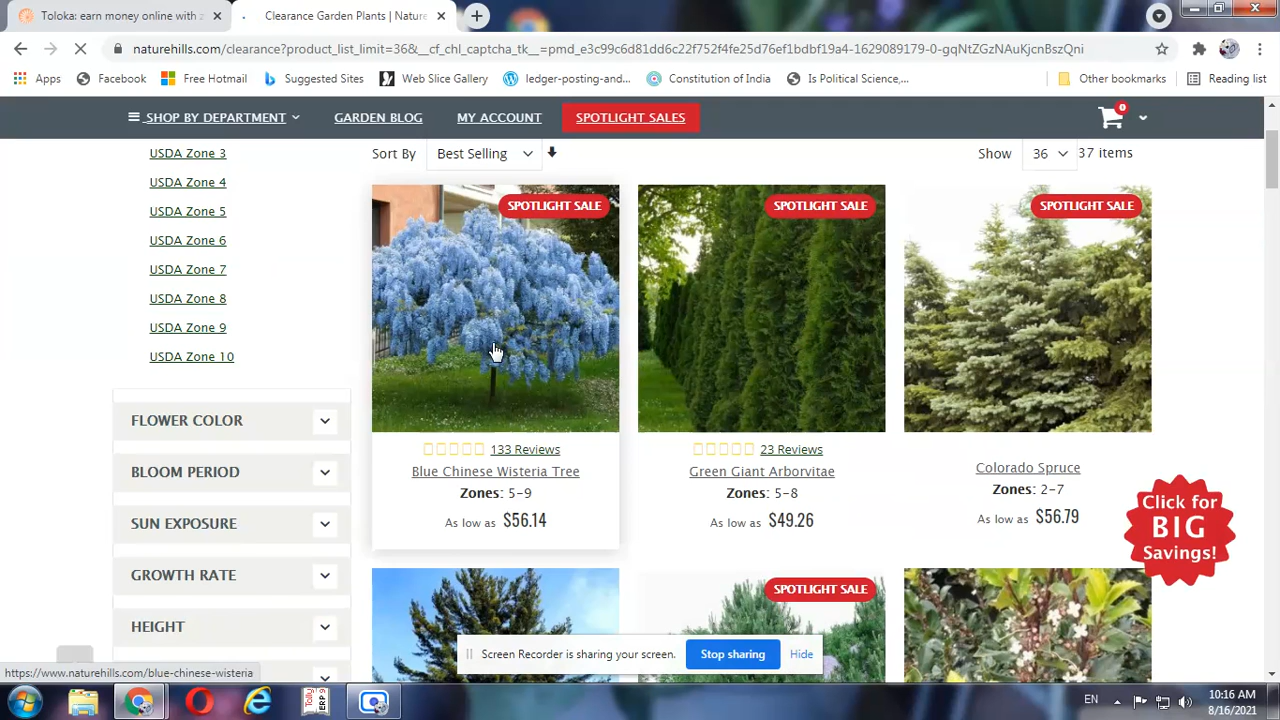 Toloka: earn money online with
Clearance Garden Plants | Nature
naturehills.com/clearance?product_list_limit=36&__cf_chl_captcha_tk__=pmd_e3c99c6d81dd6c22f752f4fe25d76ef1bdbf19a4-1629089179-0-gqNtZGzNAuKjcnBszQni
Apps
Facebook
Free Hotmail
Suggested Sites
Web Slice Gallery
ledger-posting-and-...
Constitution of India
Is Political Science,...
Other bookmarks
Reading list
SHOP BY DEPARTMENT
GARDEN BLOG
MY ACCOUNT
SPOTLIGHT SALES
0
USDA Zone 3
USDA Zone 4
USDA Zone 5
USDA Zone 6
USDA Zone 7
USDA Zone 8
USDA Zone 9
USDA Zone 10
FLOWER COLOR
BLOOM PERIOD
SUN EXPOSURE
GROWTH RATE
HEIGHT
Sort By
Best Selling
Show
36
37 items
SPOTLIGHT SALE
133 Reviews
Blue Chinese Wisteria Tree
Zones: 5-9
As low as $56.14
SPOTLIGHT SALE
23 Reviews
Green Giant Arborvitae
Zones: 5-8
As low as $49.26
SPOTLIGHT SALE
Colorado Spruce
Zones: 2-7
As low as $56.79
Click for
BIG
Savings!
SPOTLIGHT SALE
Screen Recorder is sharing your screen.
Stop sharing
Hide
https://www.naturehills.com/blue-chinese-wisteria
EN
10:16 AM
8/16/2021